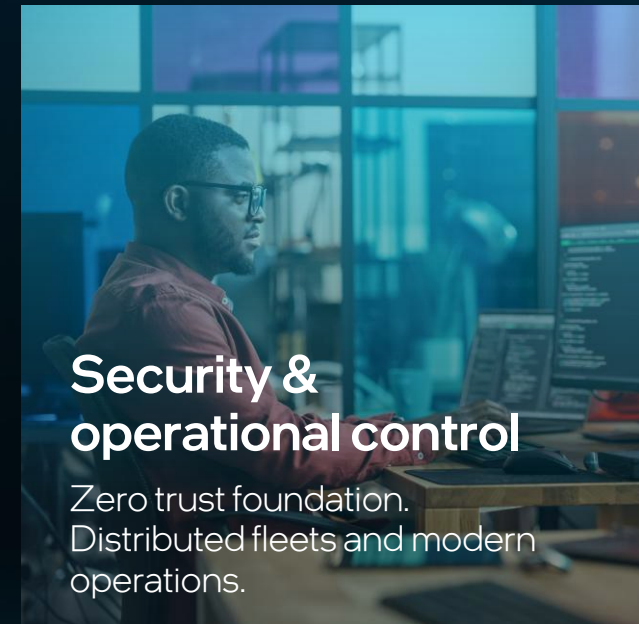 Security &
operational control
Zero trust foundation.
Distributed fleets and modern
operations.